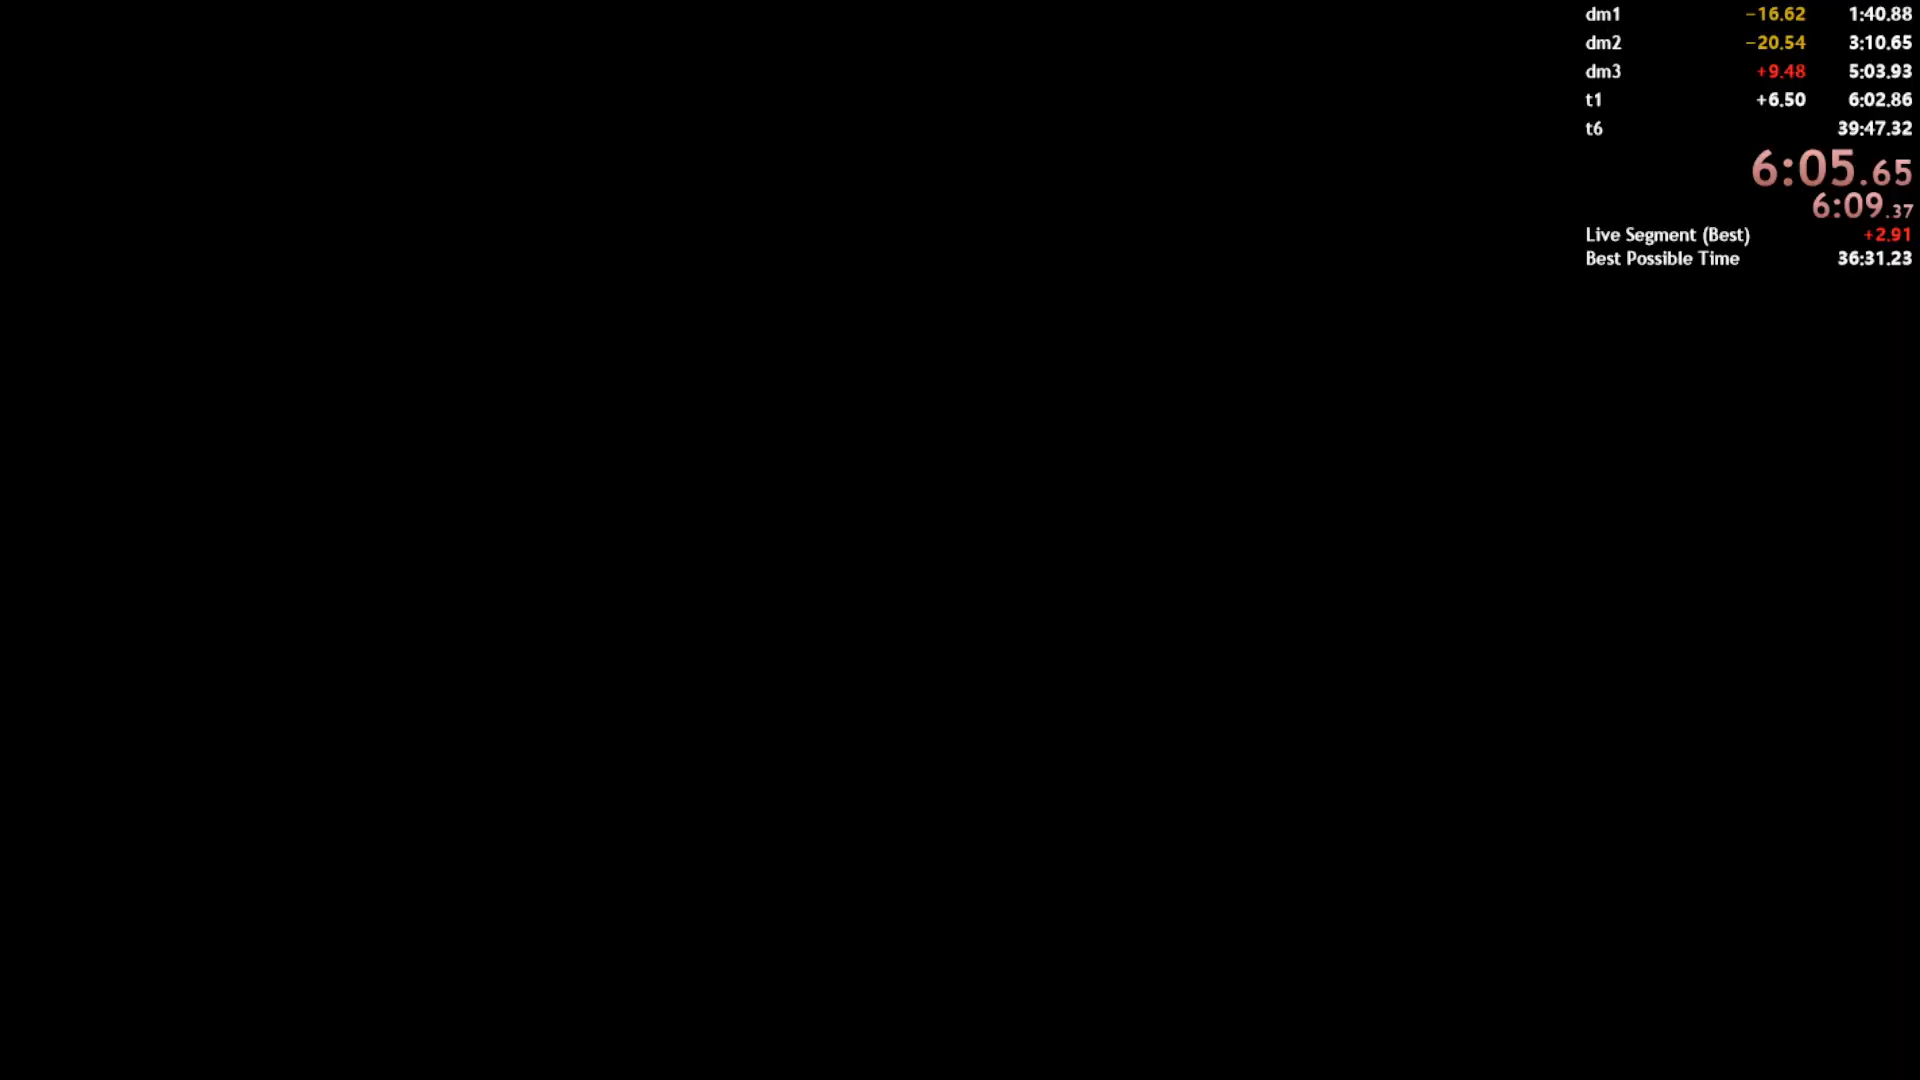 dm1 −16.62 1:40.88
dm2 −20.54 3:10.65
dm3 +9.48 5:03.93
t1 +6.50 6:02.86
t6 39:47.32
6:05.65
6:09.37
Live Segment (Best) +2.91
Best Possible Time 36:31.23